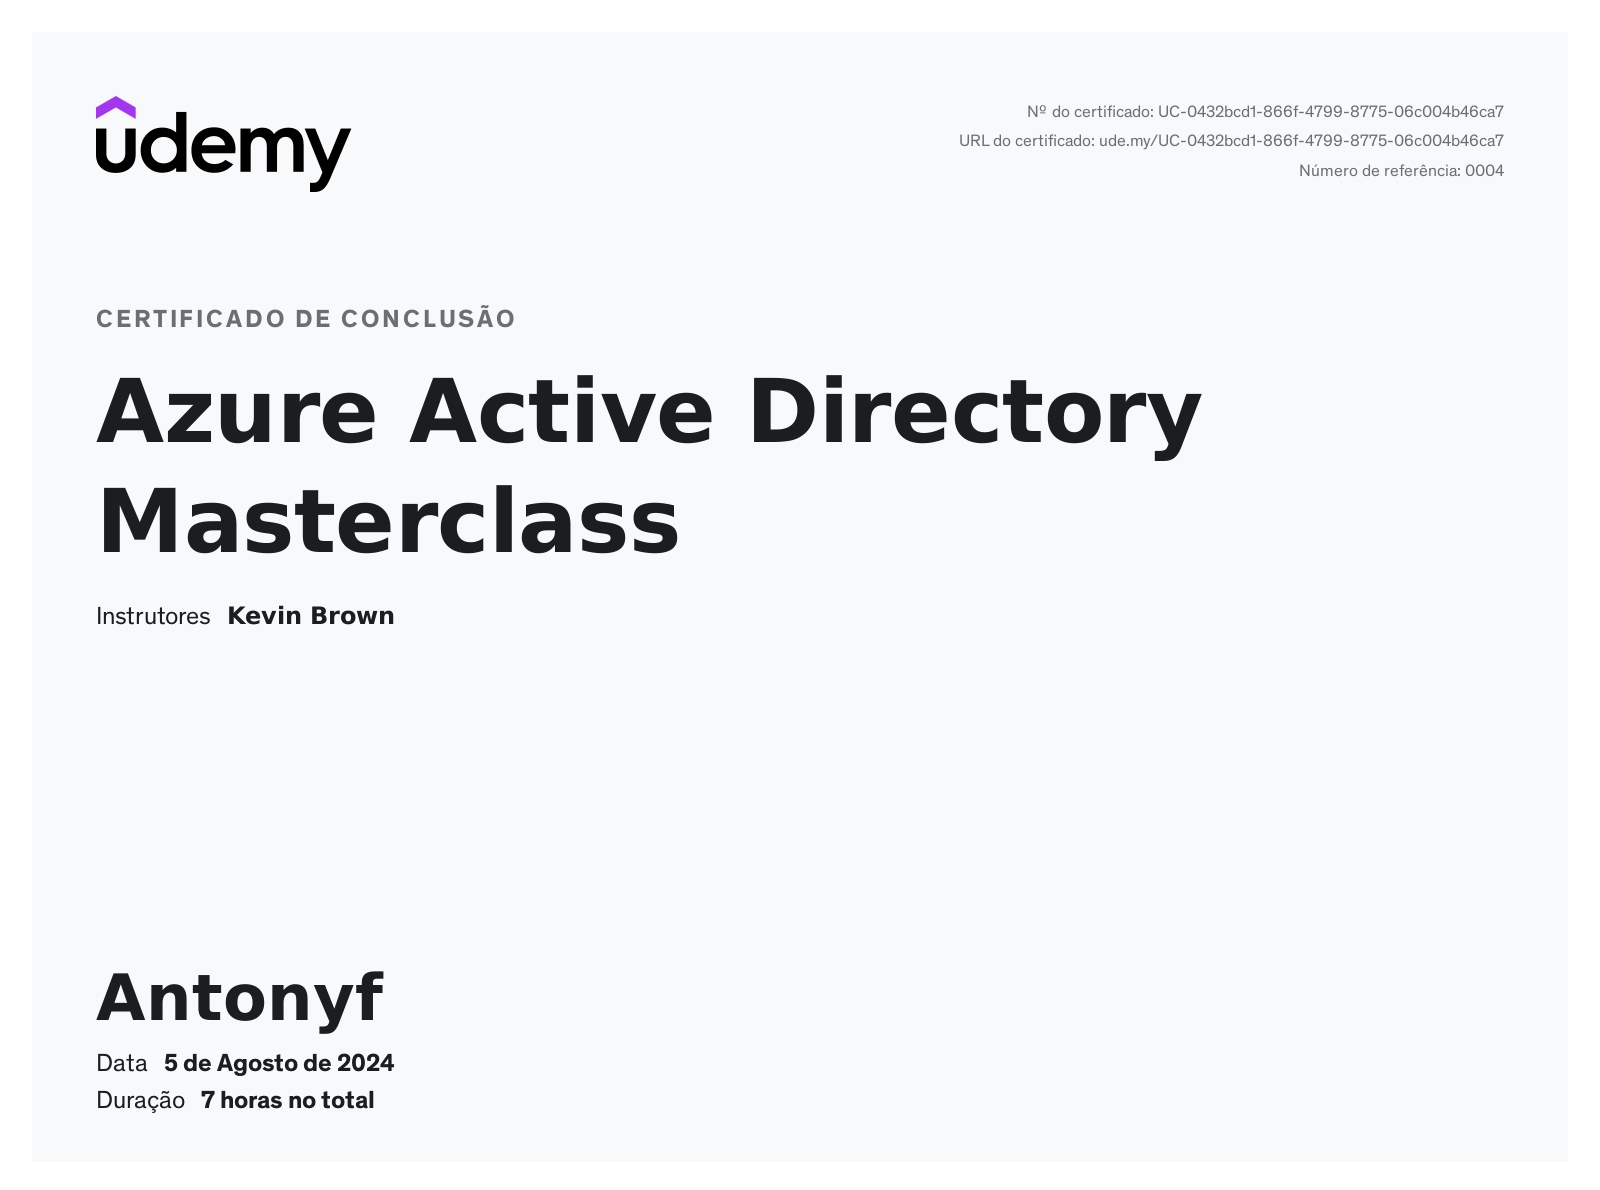 udemy
Nº do certificado: UC-0432bcd1-866f-4799-8775-06c004b46ca7
URL do certificado: ude.my/UC-0432bcd1-866f-4799-8775-06c004b46ca7
Número de referência: 0004
CERTIFICADO DE CONCLUSÃO
Azure Active Directory
Masterclass
Instrutores Kevin Brown
Antonyf
Data 5 de Agosto de 2024
Duração 7 horas no total